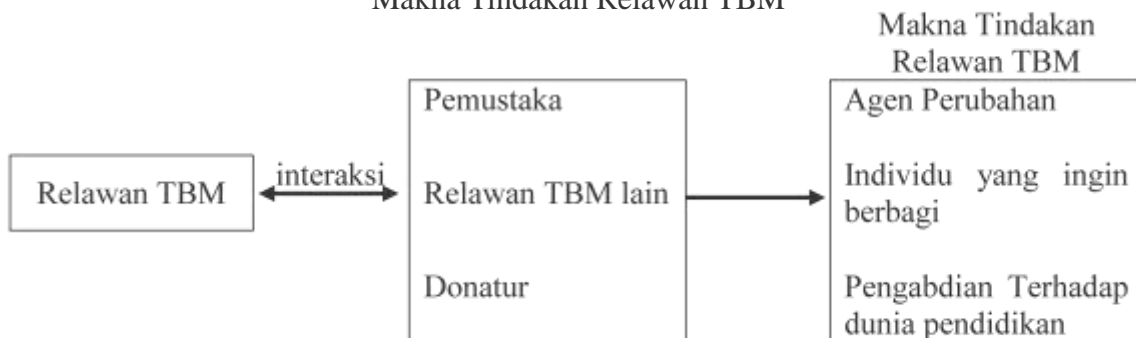 Makna Tindakan Relawan TBM
Relawan TBM
interaksi
Pemustaka
Relawan TBM lain
Donatur
Makna Tindakan
Relawan TBM
Agen Perubahan
Individu yang ingin
berbagi
Pengabdian Terhadap
dunia pendidikan